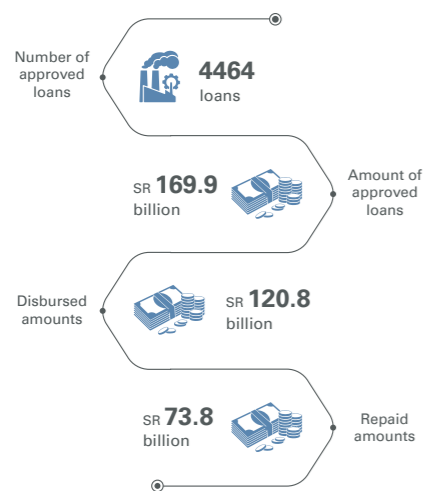 Number of
approved
loans
4464
loans
SR 169.9
billion
Amount of
approved
loans
Disbursed
amounts
SR 120.8
billion
SR 73.8
billion
Repaid
amounts